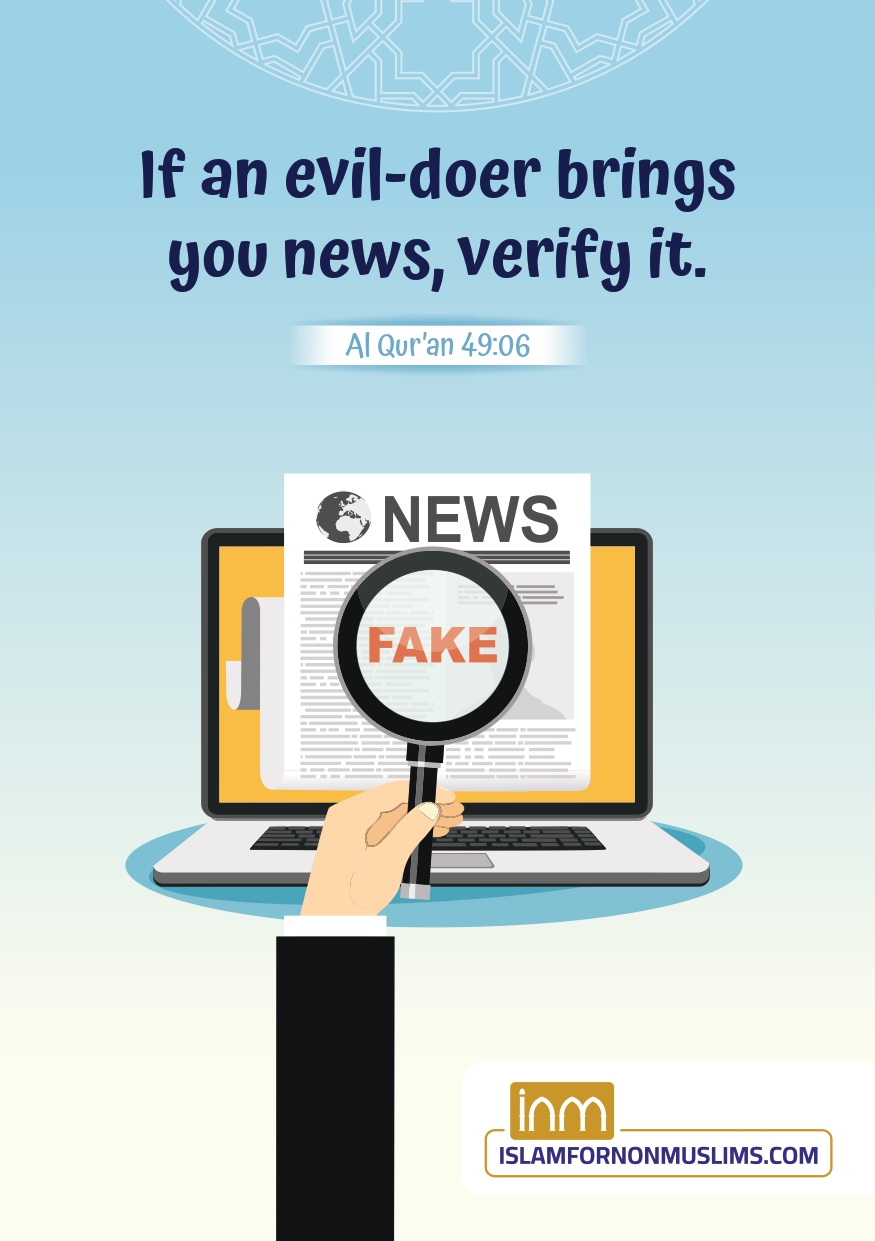 If an evil-doer brings
you news, verify it.
Al Qur'an 49:06
NEWS
FAKE
inm
ISLAMFORNONMUSLIMS.COM